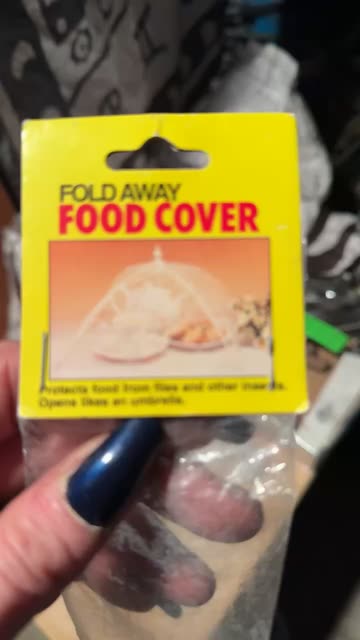 FOLD AWAY
FOOD COVER
Protects food from flies and other insects.
Opens likes an umbrella.